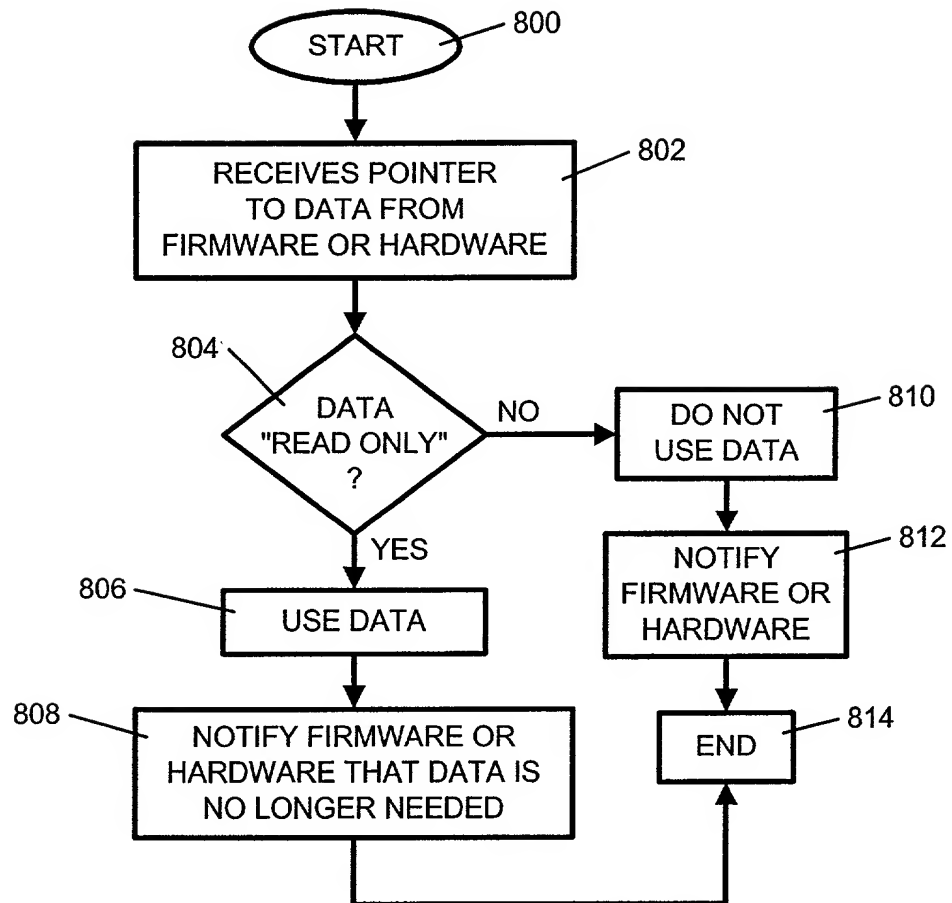 START
800
RECEIVES POINTER
TO DATA FROM
FIRMWARE OR HARDWARE
802
804
DATA
"READ ONLY"
?
NO
YES
DO NOT
USE DATA
810
812
NOTIFY
FIRMWARE OR
HARDWARE
806
USE DATA
808
NOTIFY FIRMWARE OR
HARDWARE THAT DATA IS
NO LONGER NEEDED
END
814